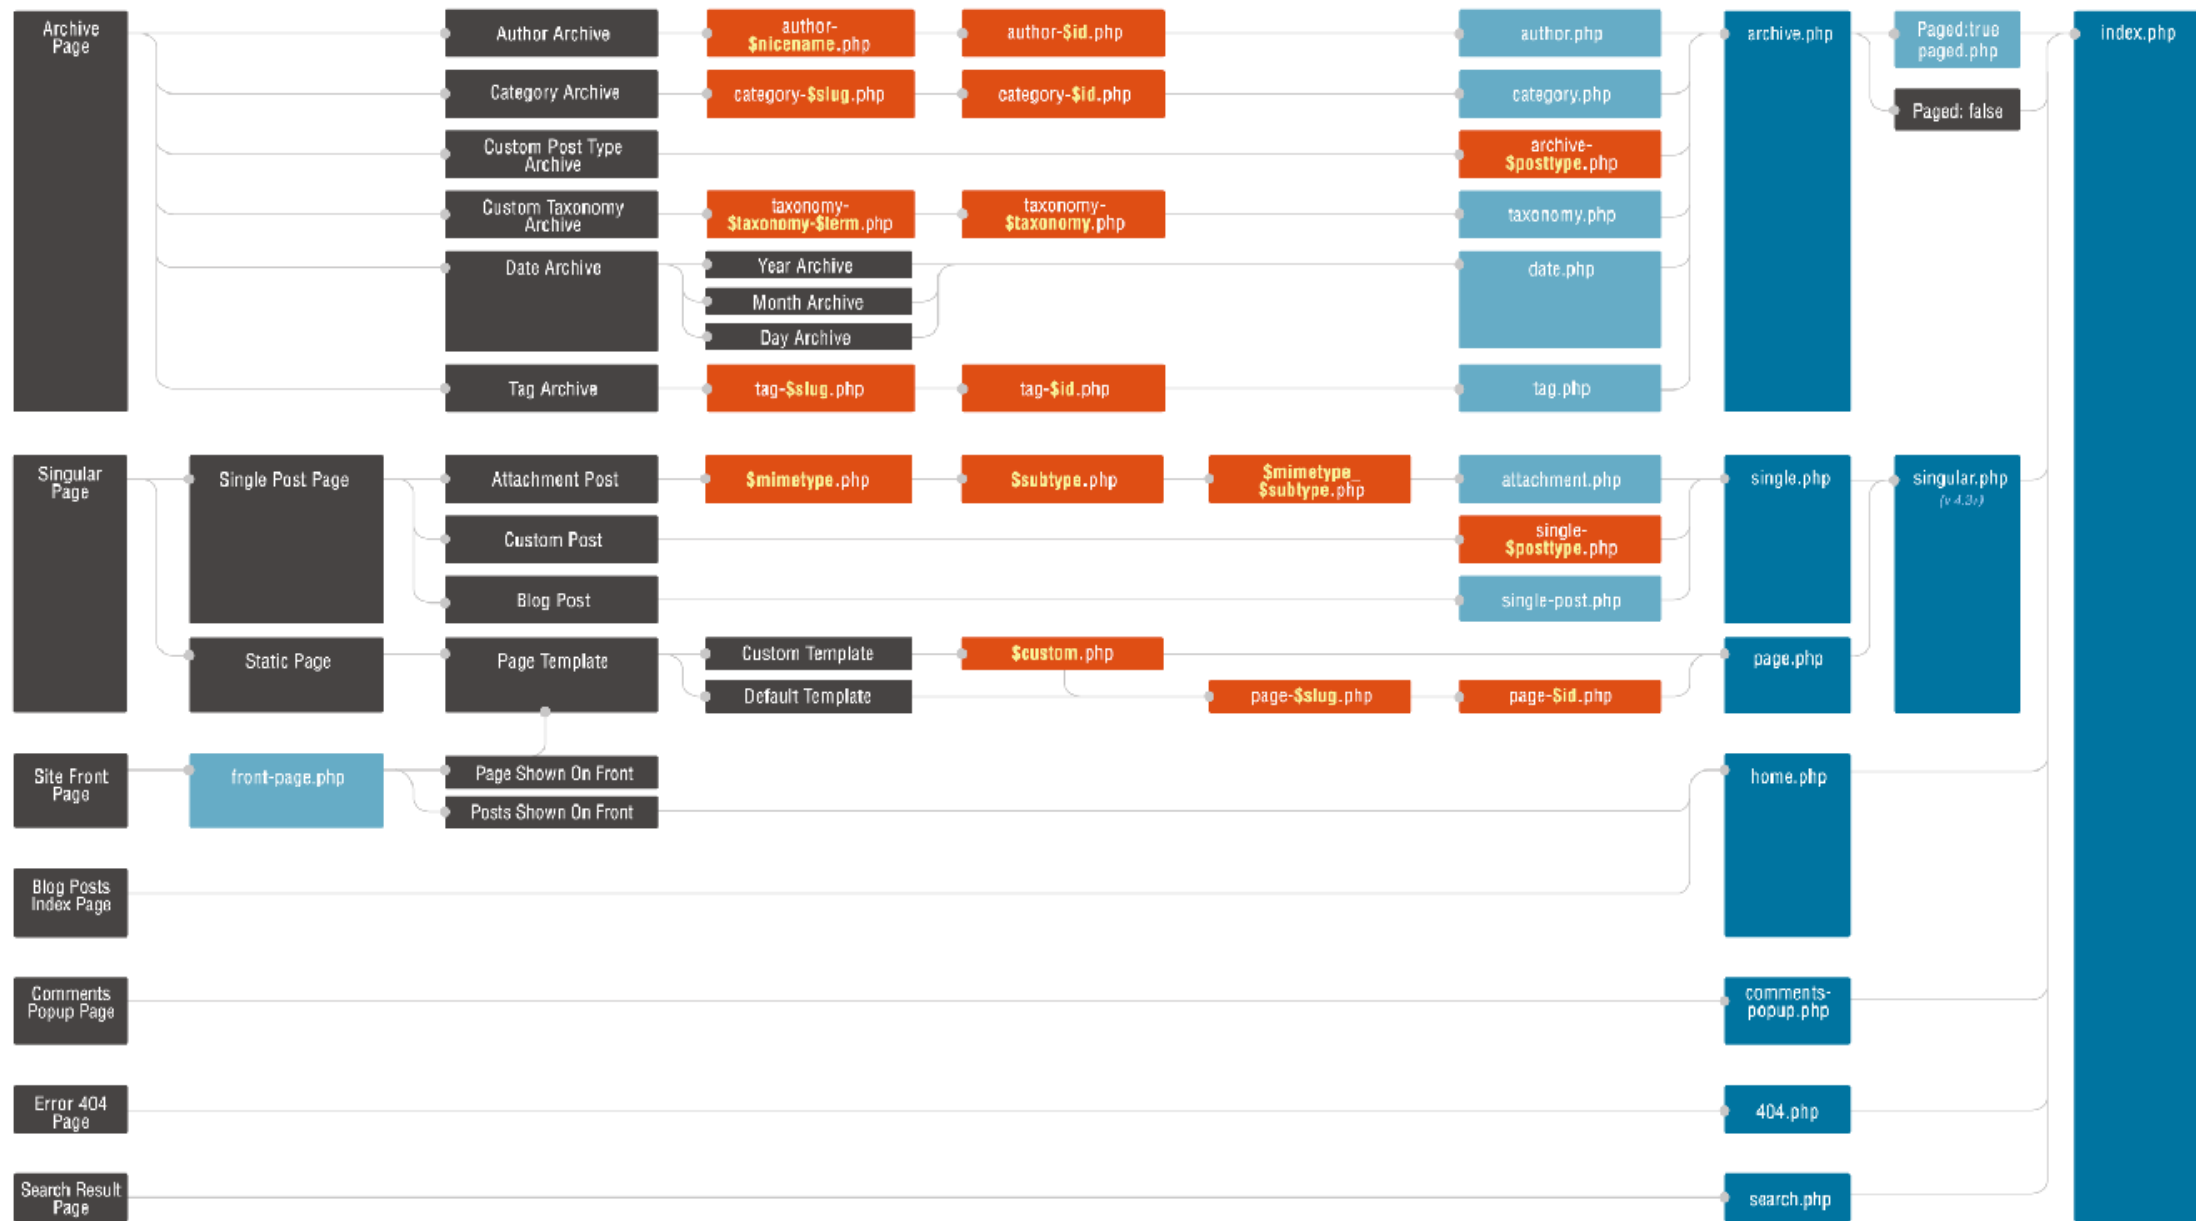 Archive
Page
Author Archive
author-
$nicename.php
author-$id.php
author.php
archive.php
Paged:true
paged.php
index.php
Category Archive
category-$slug.php
category-$id.php
category.php
Paged: false
Custom Post Type
Archive
archive-
$posttype.php
Custom Taxonomy
Archive
taxonomy-
$taxonomy-$term.php
taxonomy-
$taxonomy.php
taxonomy.php
Date Archive
Year Archive
date.php
Month Archive
Day Archive
Tag Archive
tag-$slug.php
tag-$id.php
tag.php
Singular
Page
Single Post Page
Attachment Post
$mimetype.php
$subtype.php
$mimetype_
$subtype.php
attachment.php
single.php
singular.php
(v 4.3+)
Custom Post
single-
$posttype.php
Blog Post
single-post.php
Static Page
Page Template
Custom Template
$custom.php
page.php
Default Template
page-$slug.php
page-$id.php
Site Front
Page
front-page.php
Page Shown On Front
home.php
Posts Shown On Front
Blog Posts
Index Page
Comments
Popup Page
comments-
popup.php
Error 404
Page
404.php
Search Result
Page
search.php